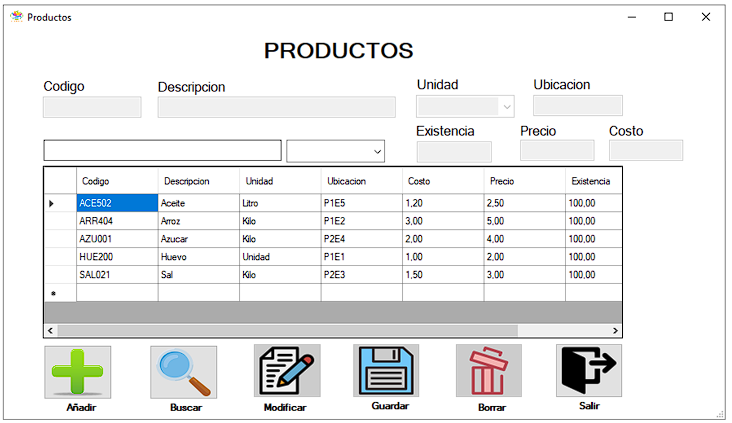 Productos
PRODUCTOS
Codigo Descripcion Unidad Ubicacion
Existencia Precio Costo
Codigo Descripcion Unidad Ubicacion Costo Precio Existencia
ACE502 Aceite Litro P1E5 1,20 2,50 100,00
ARR404 Arroz Kilo P1E2 3,00 5,00 100,00
AZU001 Azucar Kilo P2E4 2,00 4,00 100,00
HUE200 Huevo Unidad P1E1 1,00 2,00 100,00
SAL021 Sal Kilo P2E3 1,50 3,00 100,00
Añadir Buscar Modificar Guardar Borrar Salir